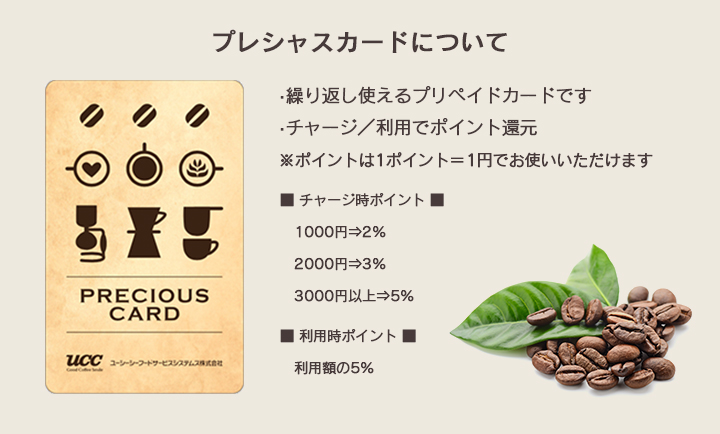 プレシャスカードについて
・繰り返し使えるプリペイドカードです
・チャージ／利用でポイント還元
※ポイントは1ポイント＝1円でお使いいただけます
■ チャージ時ポイント ■
1000円⇒2%
2000円⇒3%
3000円以上⇒5%
■ 利用時ポイント ■
利用額の5%
PRECIOUS
CARD
UCC
Good Coffee Smile
ユーシーシーフードサービスシステムズ株式会社